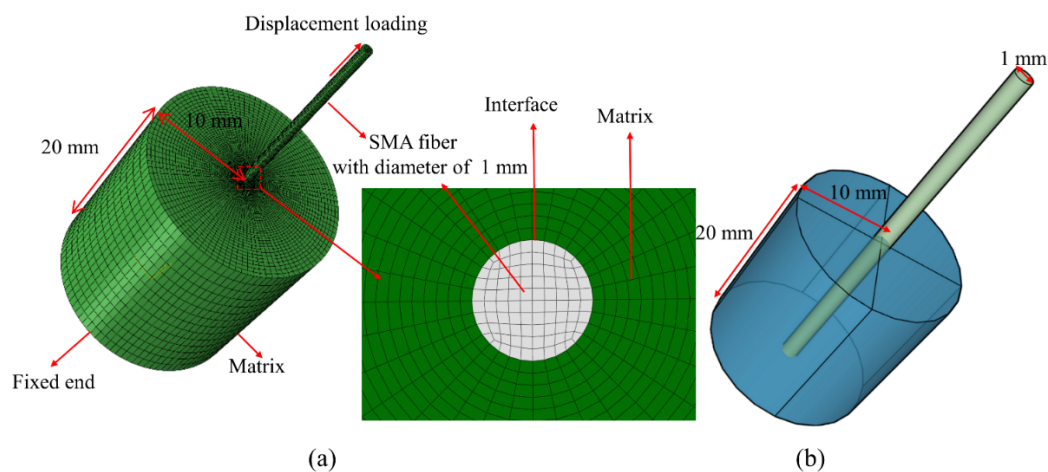 Displacement loading
20 mm
10 mm
SMA fiber
with diameter of 1 mm
Interface
Matrix
Fixed end
Matrix
(a)
1 mm
10 mm
20 mm
(b)